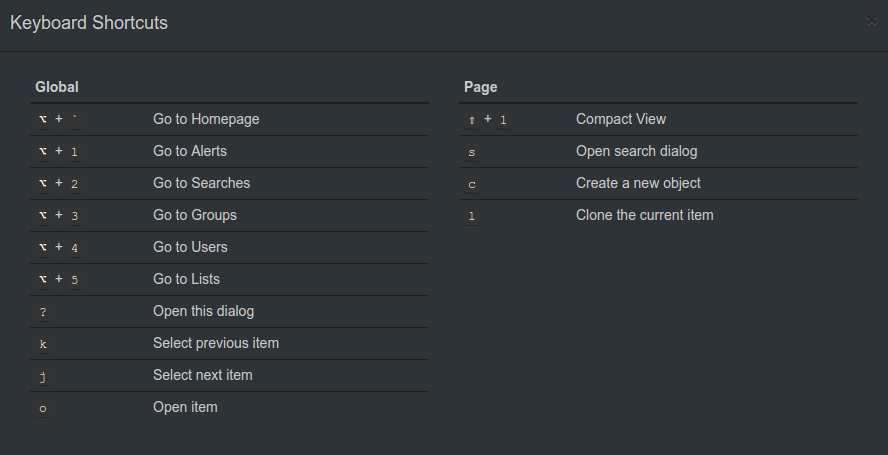 Keyboard Shortcuts ×
Global
⌥ + ` Go to Homepage
⌥ + 1 Go to Alerts
⌥ + 2 Go to Searches
⌥ + 3 Go to Groups
⌥ + 4 Go to Users
⌥ + 5 Go to Lists
? Open this dialog
k Select previous item
j Select next item
o Open item
Page
⇧ + l Compact View
s Open search dialog
c Create a new object
l Clone the current item